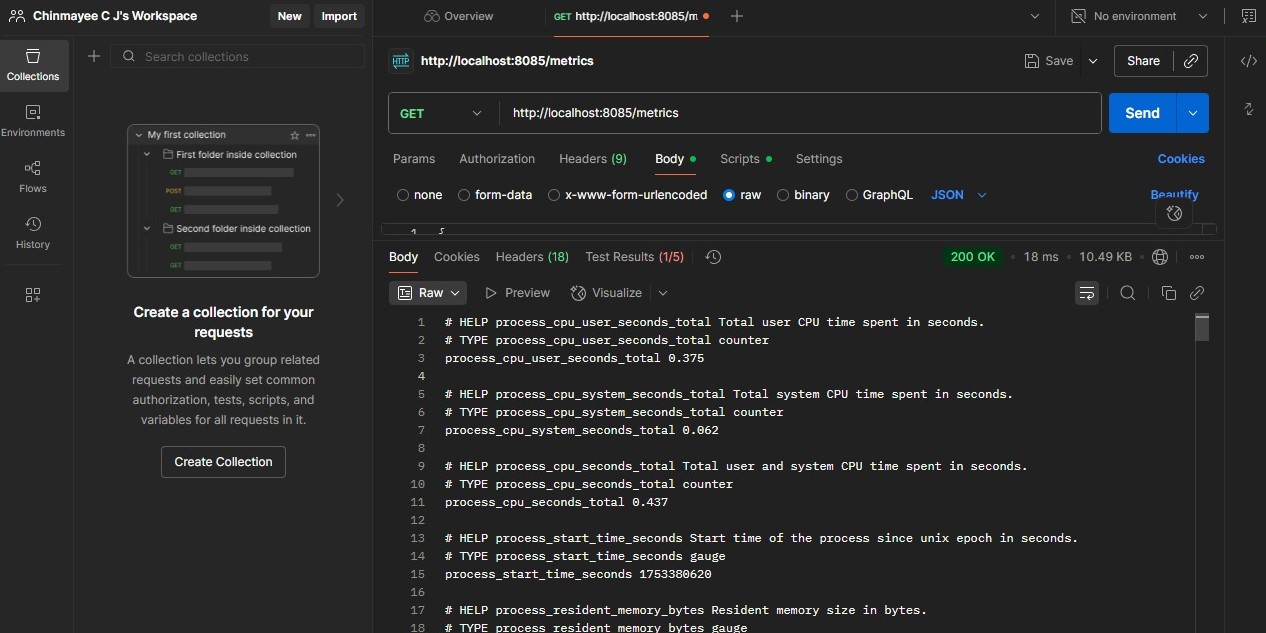 Chinmayee C J's Workspace
New
Import
Overview
GET http://localhost:8085/m
No environment
Collections
Environments
Flows
History
Search collections
My first collection
First folder inside collection
GET
POST
GET
Second folder inside collection
GET
GET
Create a collection for your
requests
A collection lets you group related
requests and easily set common
authorization, tests, scripts, and
variables for all requests in it.
Create Collection
HTTP
http://localhost:8085/metrics
Save
Share
GET
http://localhost:8085/metrics
Send
Params
Authorization
Headers (9)
Body
Scripts
Settings
Cookies
none
form-data
x-www-form-urlencoded
raw
binary
GraphQL
JSON
Beautify
1 {
Body
Cookies
Headers (18)
Test Results (1/5)
200 OK
18 ms
10.49 KB
Raw
Preview
Visualize
1 # HELP process_cpu_user_seconds_total Total user CPU time spent in seconds.
2 # TYPE process_cpu_user_seconds_total counter
3 process_cpu_user_seconds_total 0.375
4
5 # HELP process_cpu_system_seconds_total Total system CPU time spent in seconds.
6 # TYPE process_cpu_system_seconds_total counter
7 process_cpu_system_seconds_total 0.062
8
9 # HELP process_cpu_seconds_total Total user and system CPU time spent in seconds.
10 # TYPE process_cpu_seconds_total counter
11 process_cpu_seconds_total 0.437
12
13 # HELP process_start_time_seconds Start time of the process since unix epoch in seconds.
14 # TYPE process_start_time_seconds gauge
15 process_start_time_seconds 1753380620
16
17 # HELP process_resident_memory_bytes Resident memory size in bytes.
18 # TYPE process_resident_memory_bytes gauge